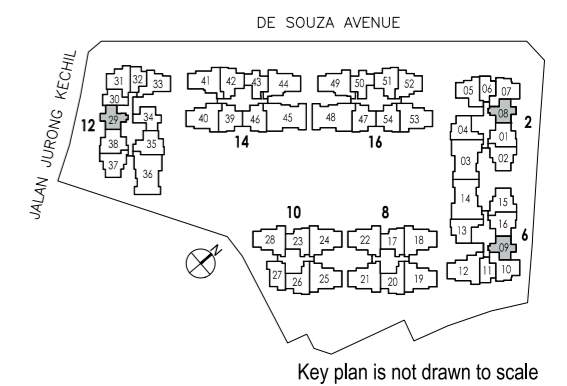 DE SOUZA AVENUE
JALAN JURONG KECHIL
31 32 33
30
29
12
38
37
34
35
36
41 42 43 44
40 39 46 45
14
49 50 51 52
48 47 54 53
16
05 06 07
08
2
04 01
03 02
14 15
13 16
6
09
12 11 10
10
28 23 24
27 26 25
8
22 17 18
21 20 19
N
Key plan is not drawn to scale